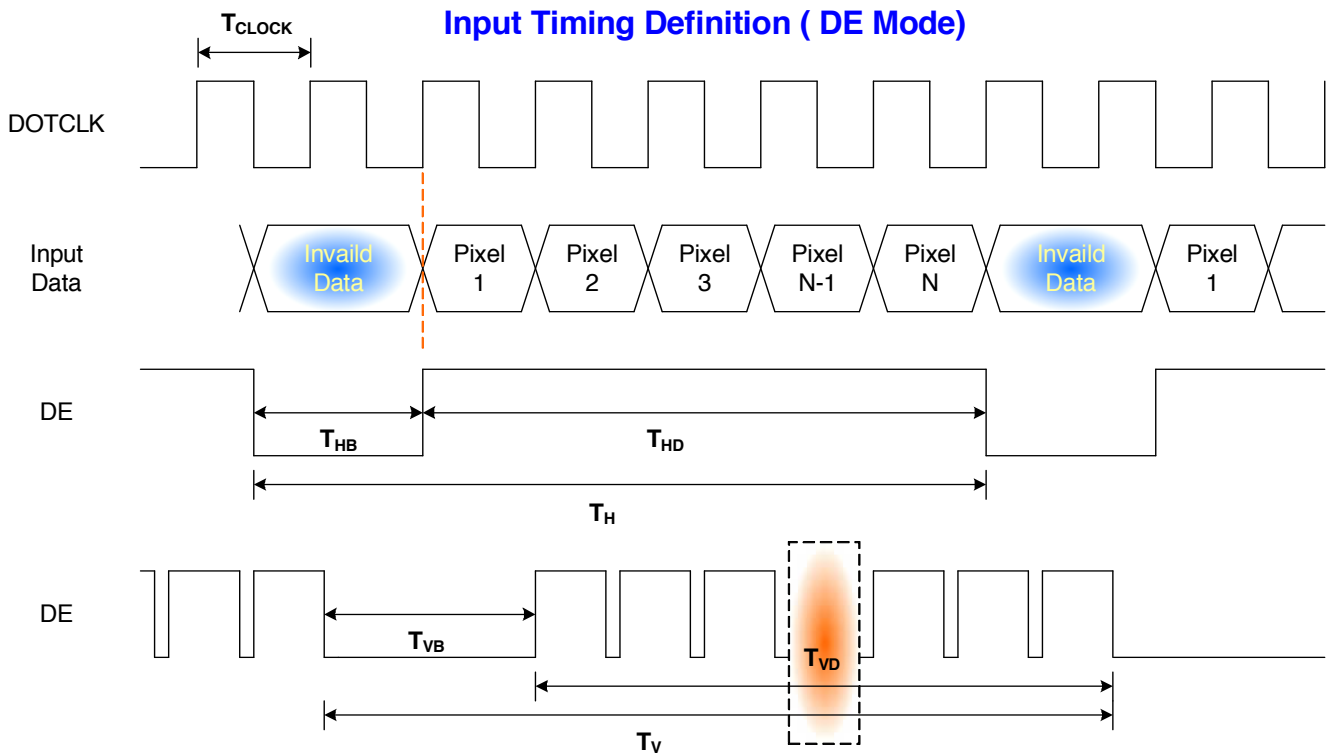 Input Timing Definition ( DE Mode)
TCLOCK
DOTCLK
Input
Data
Invaild
Data
Pixel
1
Pixel
2
Pixel
3
Pixel
N-1
Pixel
N
Invaild
Data
Pixel
1
DE
THB
THD
TH
DE
TVB
TVD
TV